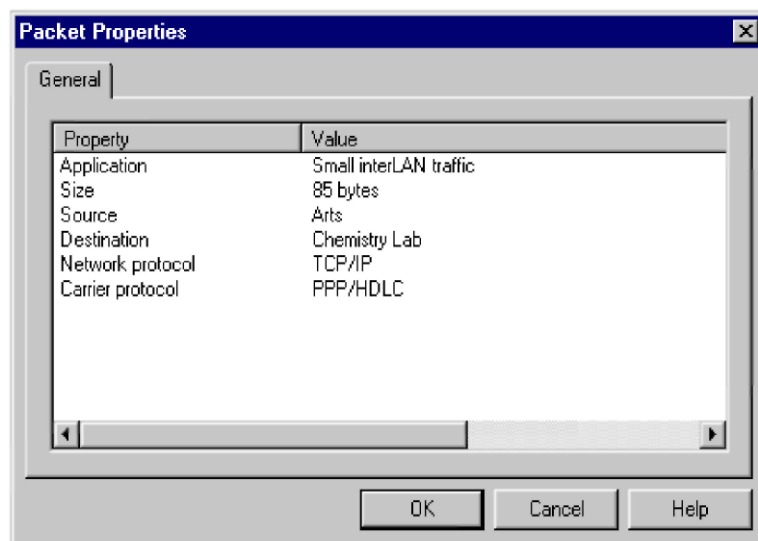 Packet Properties
General
Property Value
Application Small interLAN traffic
Size 85 bytes
Source Arts
Destination Chemistry Lab
Network protocol TCP/IP
Carrier protocol PPP/HDLC
OK Cancel Help